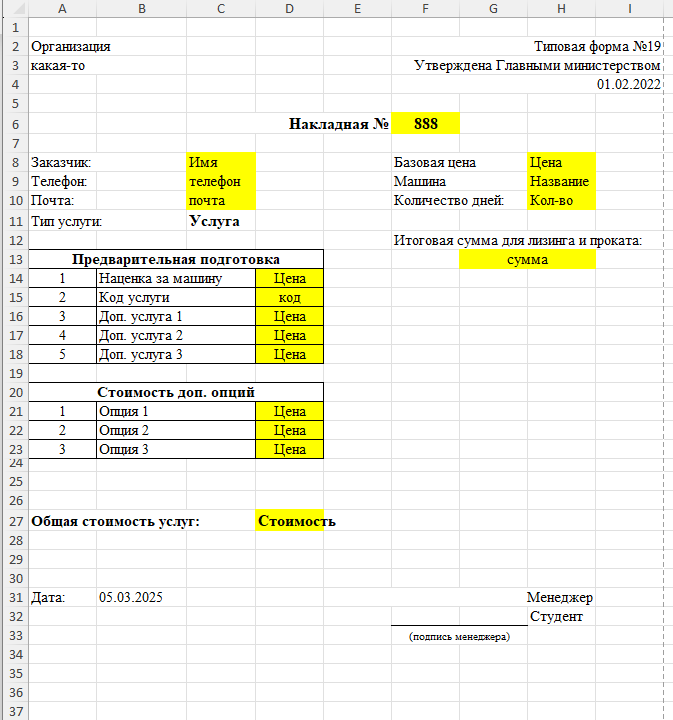 A B C D E F G H I
1
2 Организация Типовая форма №19
3 какая-то Утверждена Главными министерством
4 01.02.2022
5
6 Накладная № 888
7
8 Заказчик: Имя Базовая цена Цена
9 Телефон: телефон Машина Название
10 Почта: почта Количество дней: Кол-во
11 Тип услуги: Услуга
12 Итоговая сумма для лизинга и проката:
13 Предварительная подготовка сумма
14 1 Наценка за машину Цена
15 2 Код услуги код
16 3 Доп. услуга 1 Цена
17 4 Доп. услуга 2 Цена
18 5 Доп. услуга 3 Цена
19
20 Стоимость доп. опций
21 1 Опция 1 Цена
22 2 Опция 2 Цена
23 3 Опция 3 Цена
24
25
26
27 Общая стоимость услуг: Стоимость
28
29
30
31 Дата: 05.03.2025 Менеджер
32 Студент
33 (подпись менеджера)
34
35
36
37